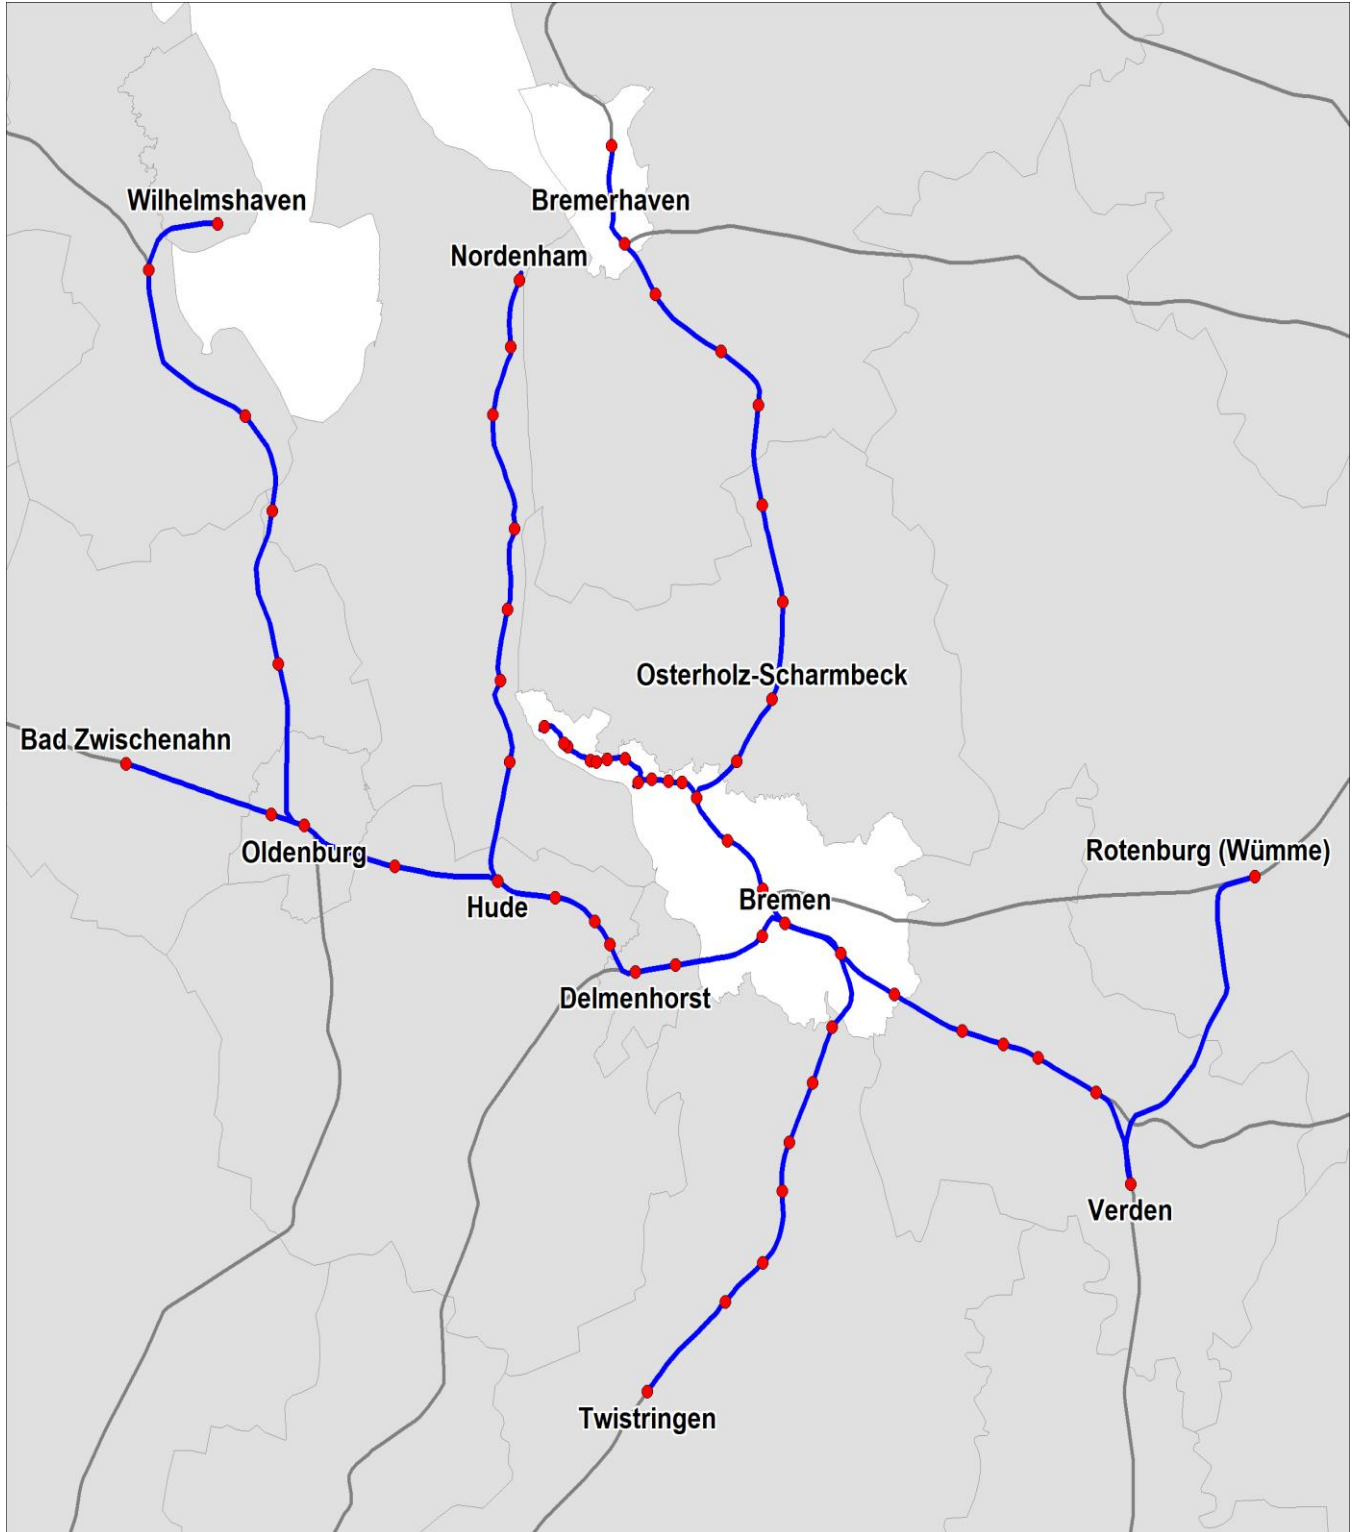 Wilhelmshaven
Bremerhaven
Nordenham
Osterholz-Scharmbeck
Bad Zwischenahn
Oldenburg
Rotenburg (Wümme)
Hude
Bremen
Delmenhorst
Verden
Twistringen